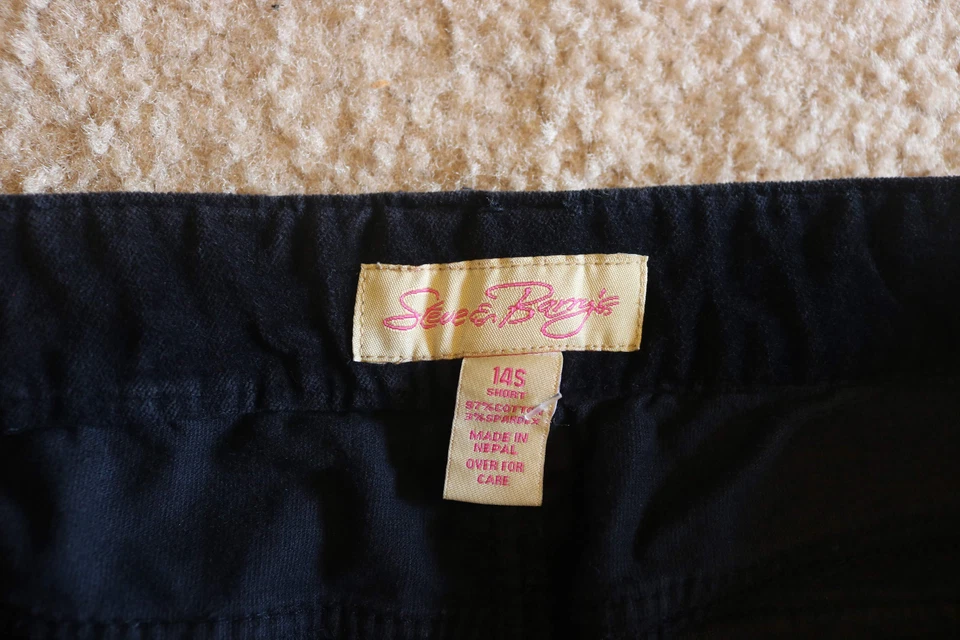 Steve & Barry's
14S
SHORT
97% COTTON
3% SPANDEX
MADE IN
NEPAL
OVER FOR
CARE